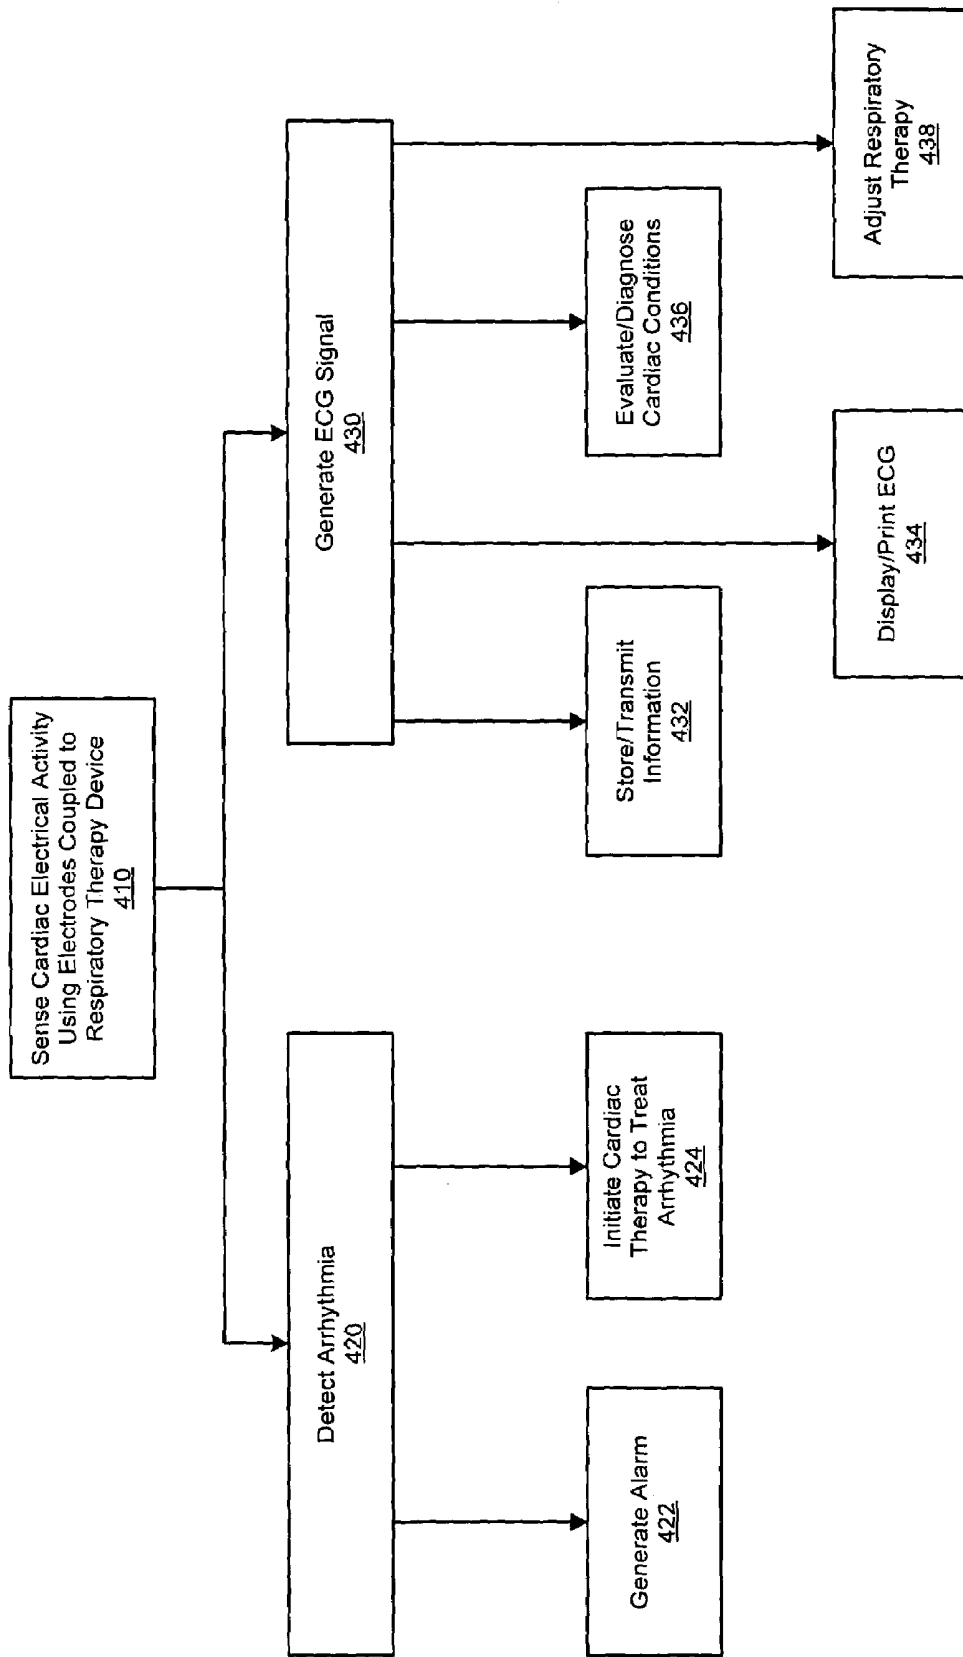 Sense Cardiac Electrical Activity
Using Electrodes Coupled to
Respiratory Therapy Device
410
Detect Arrhythmia
420
Generate ECG Signal
430
Generate Alarm
422
Initiate Cardiac
Therapy to Treat
Arrhythmia
424
Store/Transmit
Information
432
Evaluate/Diagnose
Cardiac Conditions
436
Display/Print ECG
434
Adjust Respiratory
Therapy
438